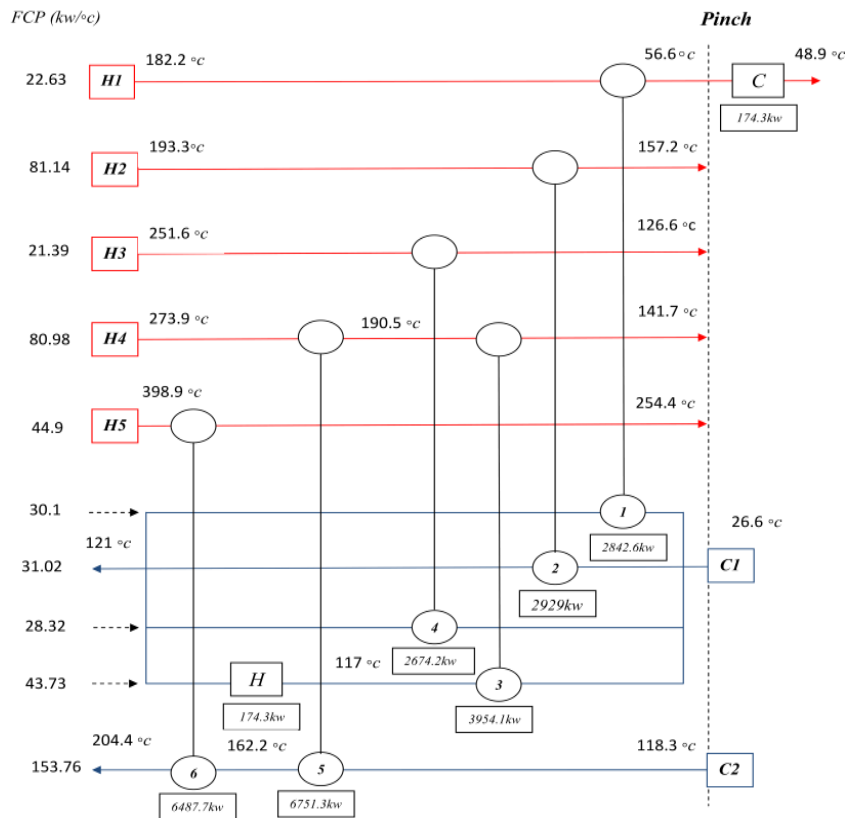 FCP (kw/°c)
Pinch
182.2 °c
56.6 °c
48.9 °c
22.63
H1
C
174.3kw
193.3°c
157.2 °c
81.14
H2
251.6 °c
126.6 °c
21.39
H3
273.9 °c
190.5 °c
141.7 °c
80.98
H4
398.9 °c
254.4 °c
44.9
H5
30.1
1
26.6 °c
121 °c
2842.6kw
31.02
2
C1
2929kw
28.32
4
117 °c
2674.2kw
43.73
H
3
174.3kw
3954.1kw
204.4 °c
162.2 °c
118.3 °c
153.76
6
5
C2
6487.7kw
6751.3kw